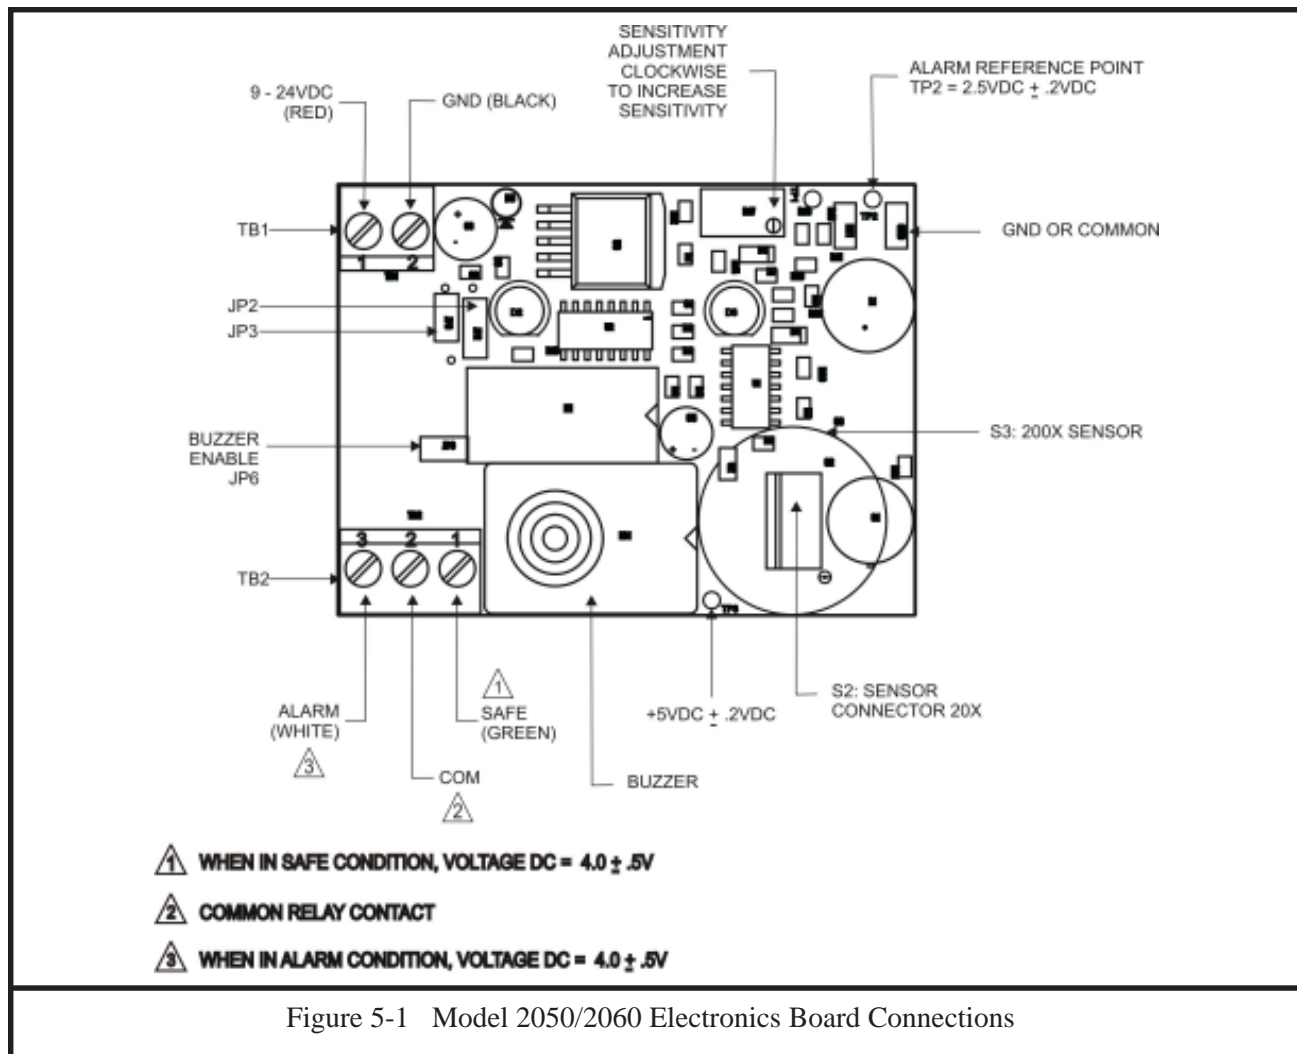 SENSITIVITY
ADJUSTMENT
CLOCKWISE
TO INCREASE
SENSITIVITY
ALARM REFERENCE POINT
TP2 = 2.5VDC ± .2VDC
9 - 24VDC
(RED)
GND (BLACK)
TB1
1 2
TP2
GND OR COMMON
JP2
JP3
D2
BUZZER
ENABLE
JP6
S3: 200X SENSOR
3 2 1
TB2
ALARM
(WHITE)
3
COM
2
1
SAFE
(GREEN)
BUZZER
+5VDC ± .2VDC
S2: SENSOR
CONNECTOR 20X
1 WHEN IN SAFE CONDITION, VOLTAGE DC = 4.0 ± .5V
2 COMMON RELAY CONTACT
3 WHEN IN ALARM CONDITION, VOLTAGE DC = 4.0 ± .5V
Figure 5-1 Model 2050/2060 Electronics Board Connections